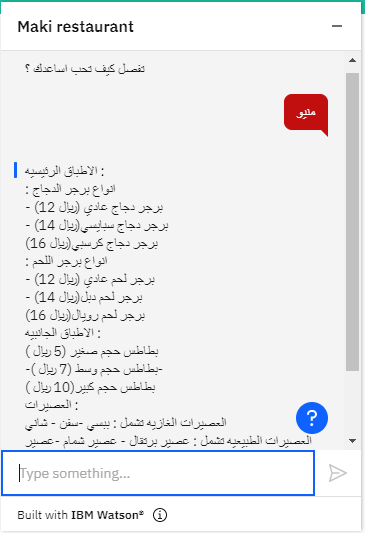 Maki restaurant
تفصل كيف تحب اساعدك ؟
منيو
الاطباق الرئيسيه :
انواع برجر الدجاج :
برجر دجاج عادي (ريال 12) -
برجر دجاج سبايسي(ريال 14) -
برجر دجاج كرسبي(ريال 16)
انواع برجر اللحم :
برجر لحم عادي (ريال 12) -
برجر لحم دبل(ريال 14) -
برجر لحم رويال(ريال 16)
الاطباق الجانبيه :
بطاطس حجم صغير (5 ريال )
-بطاطس حجم وسط (7 ريال )-
بطاطس حجم كبير(10 ريال )
العصيرات :
العصيرات الغازيه تشمل : بيبسي -سفن - شاني
العصيرات الطبيعيه تشمل : عصير برتقال - عصير شمام -عصير
?
Type something...
Built with IBM Watson®